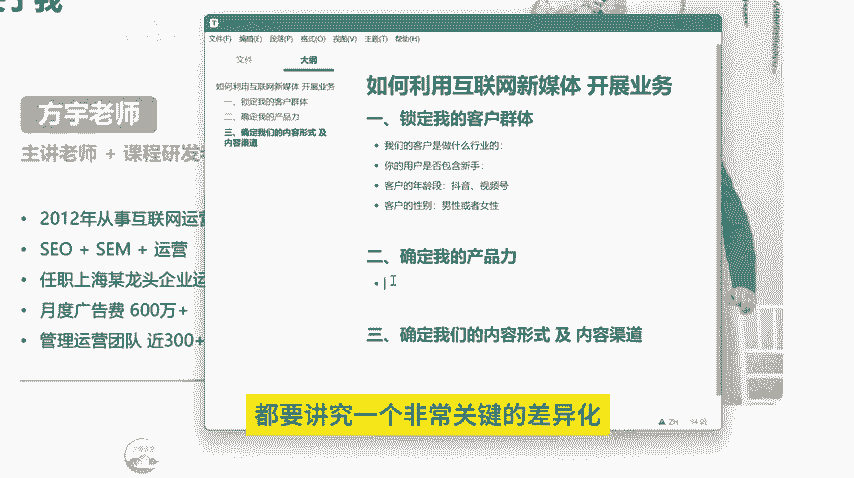 于我
方宇老师
主讲老师 + 课程研发
• 2012年从事互联网运营
• SEO + SEM + 运营
• 任职上海某龙头企业运
• 月度广告费 600万+
• 管理运营团队 近300+
T
文件(F) 编辑(E) 段落(P) 格式(O) 视图(V) 主题(T) 帮助(H)
文件 大纲
如何利用互联网新媒体 开展业务
一、锁定我的客户群体
二、确定我的产品力
三、确定我们的内容形式 及
内容渠道
如何利用互联网新媒体 开展业务
一、锁定我的客户群体
• 我们的客户是做什么行业的：
• 你的用户是否包含新手：
• 客户的年龄段：抖音、视频号
• 客户的性别：男性或者女性
二、确定我的产品力
•
三、确定我们的内容形式 及 内容渠道
ZH 94 词
都要讲究一个非常关键的差异化